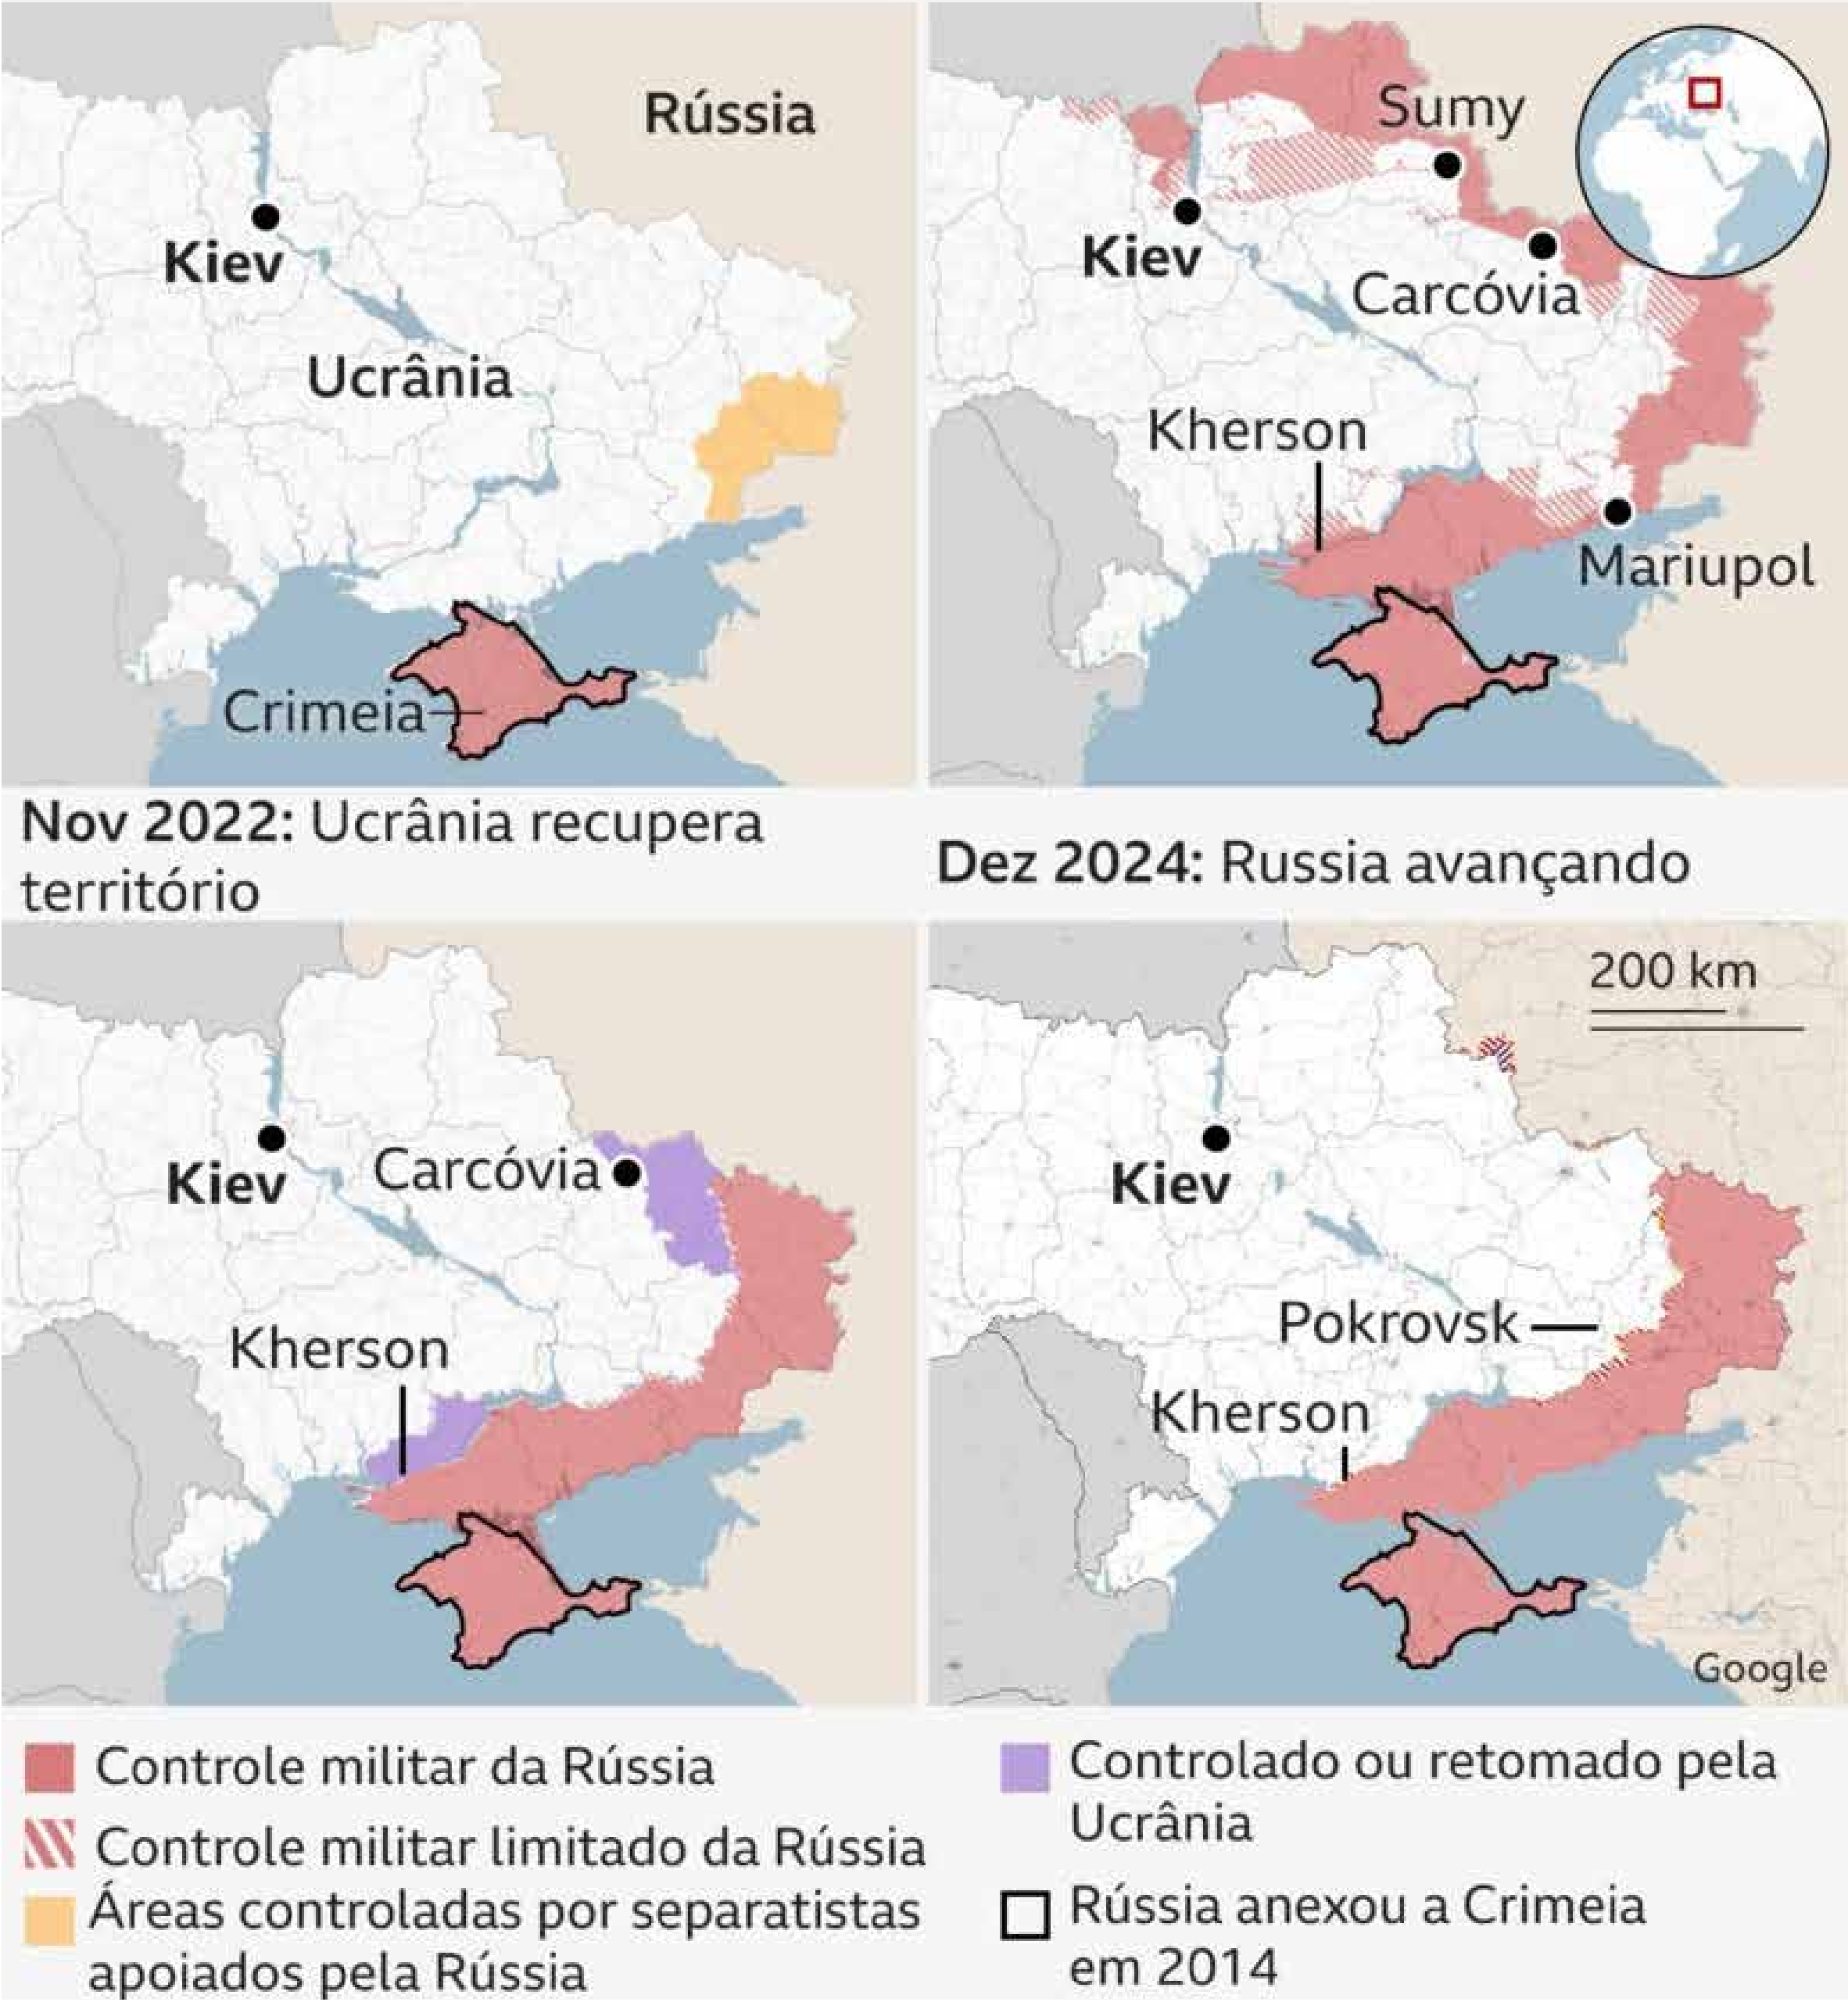 Rússia
Kiev
Ucrânia
Crimeia
Sumy
Kiev
Carcóvia
Kherson
Mariupol
Nov 2022: Ucrânia recupera
território
Dez 2024: Russia avançando
Kiev
Carcóvia
Kherson
200 km
Kiev
Pokrovsk
Kherson
Google
Controle militar da Rússia
Controle militar limitado da Rússia
Áreas controladas por separatistas
apoiados pela Rússia
Controlado ou retomado pela
Ucrânia
Rússia anexou a Crimeia
em 2014